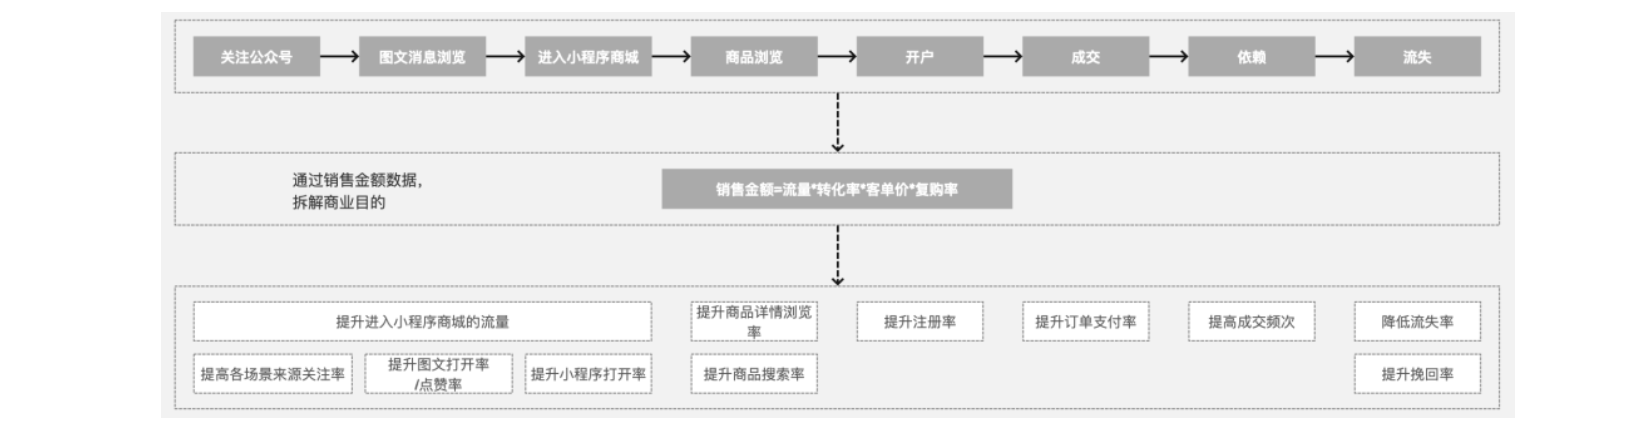 关注公众号
图文消息浏览
进入小程序商城
商品浏览
开户
成交
依赖
流失
通过销售金额数据，
拆解商业目的
销售金额=流量*转化率*客单价*复购率
提升进入小程序商城的流量
提升商品详情浏览
率
提升注册率
提升订单支付率
提高成交频次
降低流失率
提高各场景来源关注率
提升图文打开率
/点赞率
提升小程序打开率
提升商品搜索率
提升挽回率